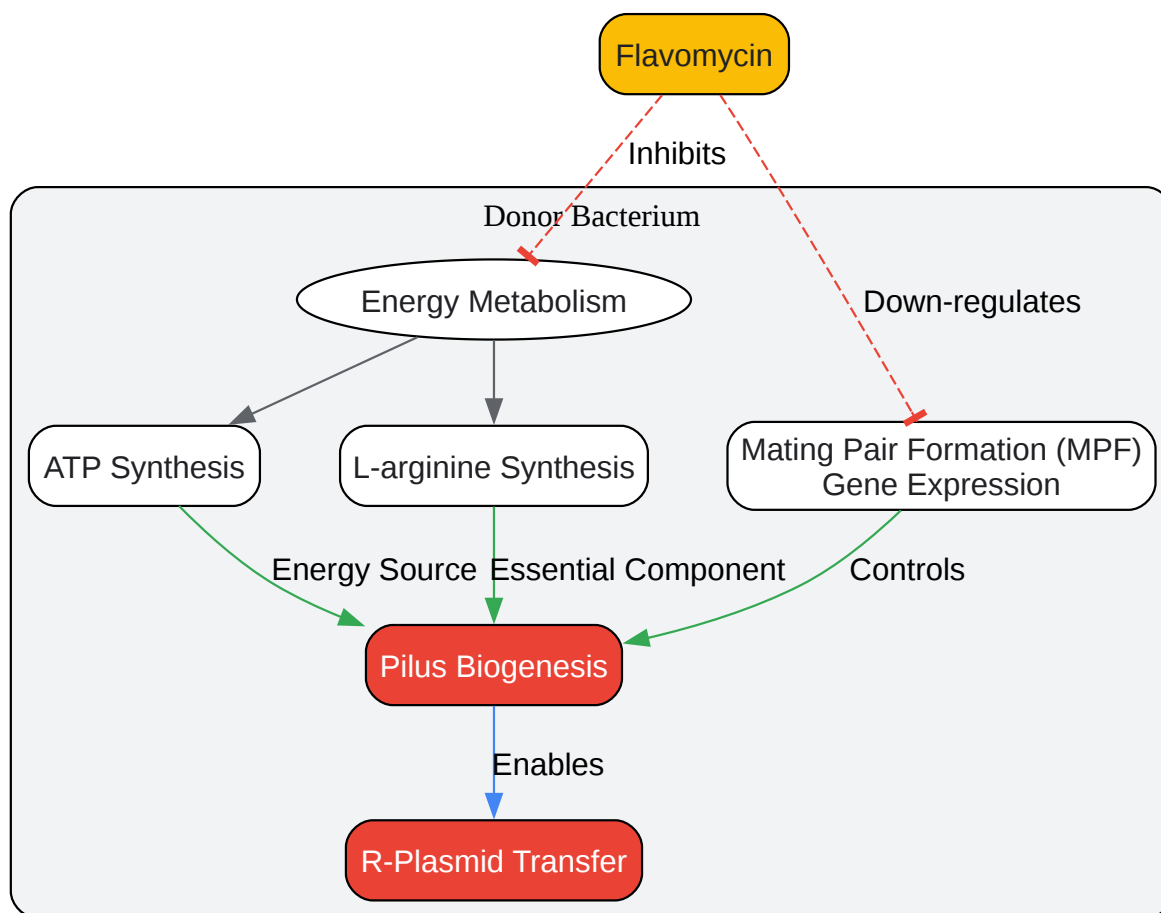 Flavomycin
Inhibits
Donor Bacterium
Energy Metabolism
Down-regulates
ATP Synthesis
L-arginine Synthesis
Mating Pair Formation (MPF)
Gene Expression
Energy Source
Essential Component
Controls
Pilus Biogenesis
Enables
R-Plasmid Transfer